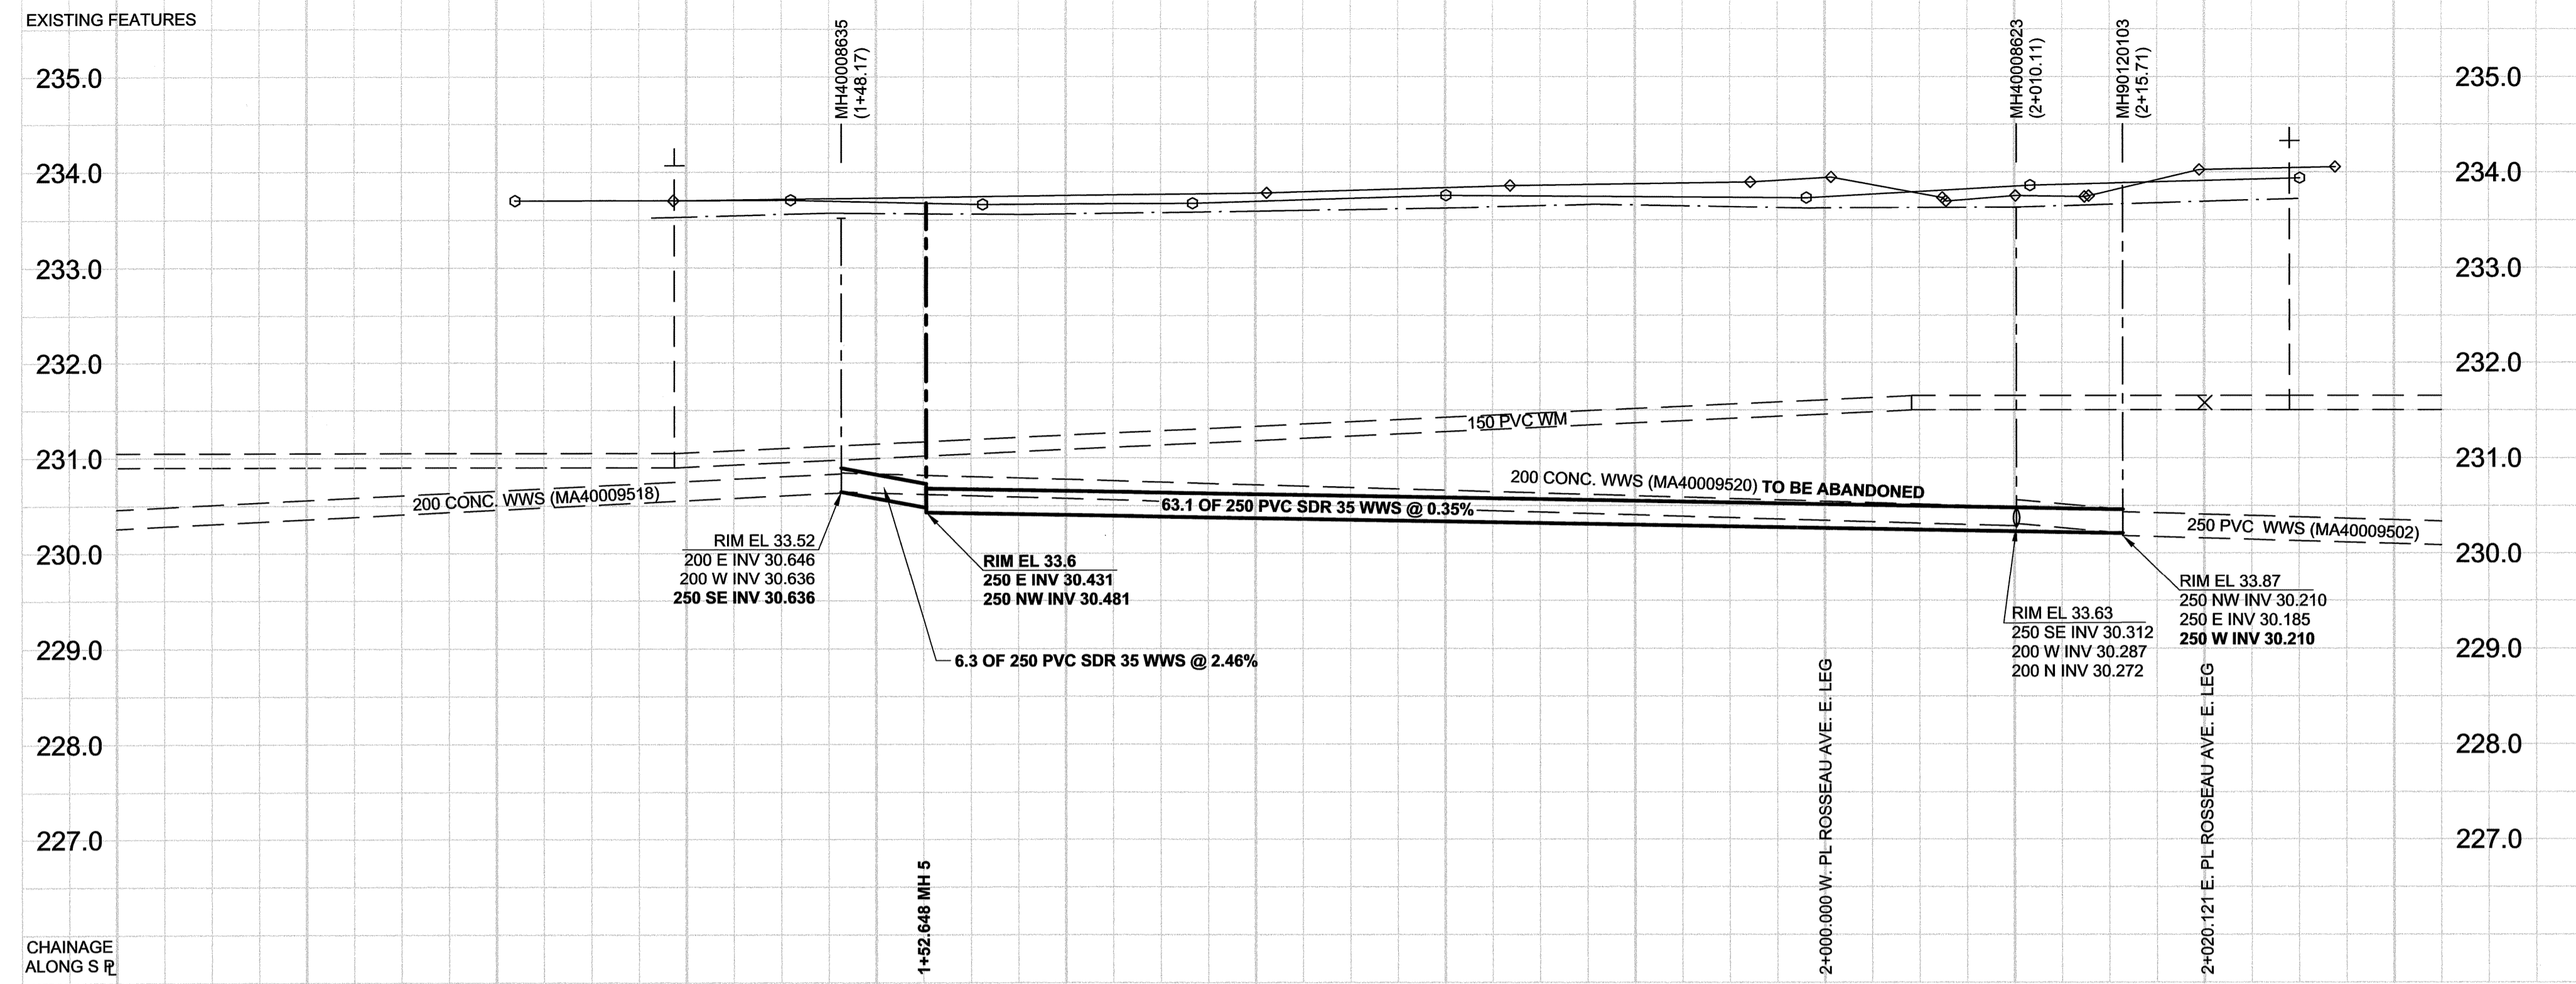 EXISTING FEATURES
MH40008635
(1+48.17)
MH40008623
(2+010.11)
MH90120103
(2+15.71)
235.0
235.0
234.0
234.0
233.0
233.0
232.0
232.0
150 PVC WM
231.0
231.0
200 CONC. WWS (MA40009518)
200 CONC. WWS (MA40009520) TO BE ABANDONED
63.1 OF 250 PVC SDR 35 WWS @ 0.35%
250 PVC WWS (MA40009502)
230.0
230.0
RIM EL 33.52
200 E INV 30.646
200 W INV 30.636
250 SE INV 30.636
RIM EL 33.6
250 E INV 30.431
250 NW INV 30.481
RIM EL 33.63
250 SE INV 30.312
200 W INV 30.287
200 N INV 30.272
RIM EL 33.87
250 NW INV 30.210
250 E INV 30.185
250 W INV 30.210
6.3 OF 250 PVC SDR 35 WWS @ 2.46%
229.0
229.0
228.0
228.0
227.0
227.0
1+52.648 MH 5
2+000.000 W. PL ROSSEAU AVE. E. LEG
2+020.121 E. PL ROSSEAU AVE. E. LEG
CHAINAGE
ALONG S PL